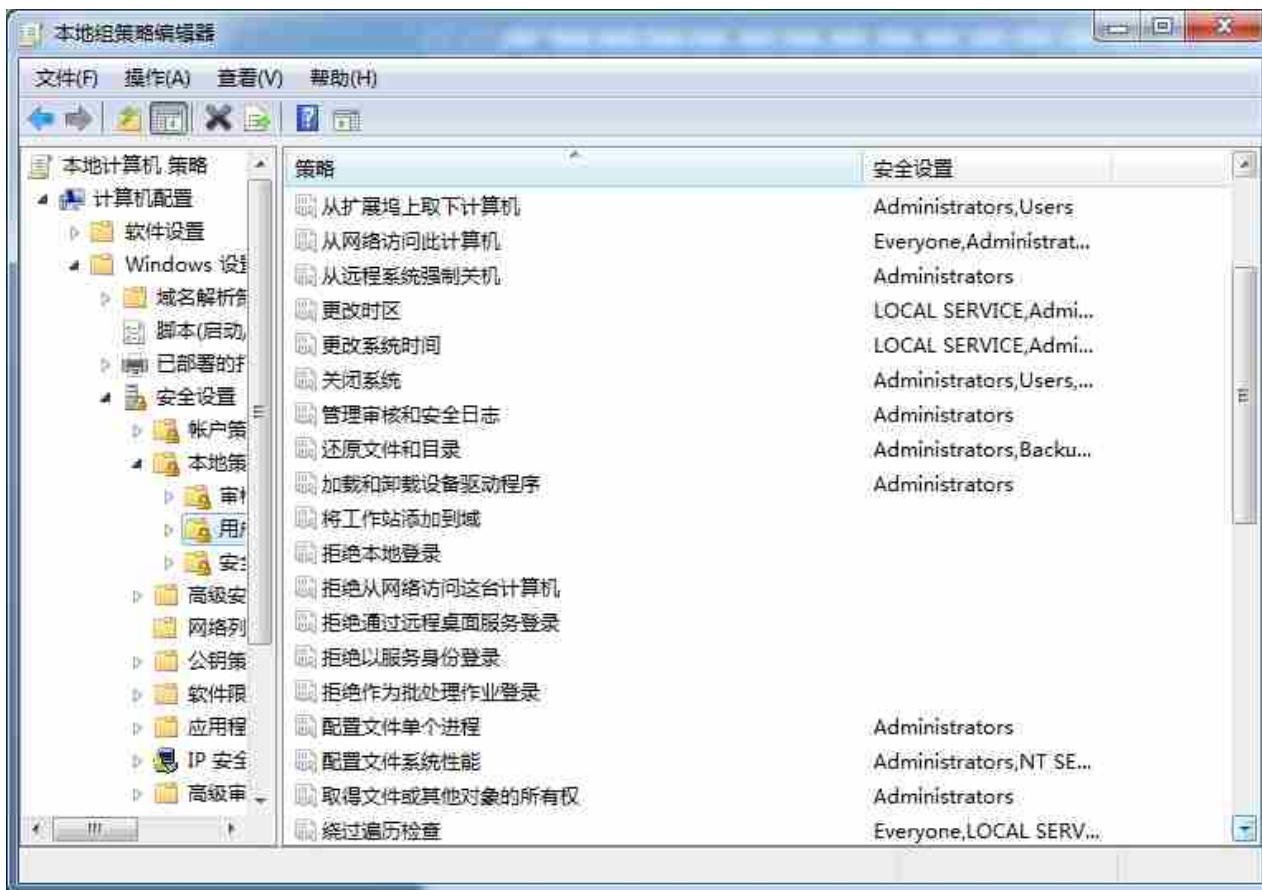 本地组策略编辑器
文件(F) 操作(A) 查看(V) 帮助(H)
本地计算机 策略
计算机配置
软件设置
Windows 设
域名解析
脚本(启动
已部署的
安全设置
帐户策
本地策
审
用户
安
高级安
网络列
公钥策
软件限
应用程
IP 安全
高级审
策略 安全设置
从扩展坞上取下计算机 Administrators,Users
从网络访问此计算机 Everyone,Administrat...
从远程系统强制关机 Administrators
更改时区 LOCAL SERVICE,Admi...
更改系统时间 LOCAL SERVICE,Admi...
关闭系统 Administrators,Users,...
管理审核和安全日志 Administrators
还原文件和目录 Administrators,Backu...
加载和卸载设备驱动程序 Administrators
将工作站添加到域
拒绝本地登录
拒绝从网络访问这台计算机
拒绝通过远程桌面服务登录
拒绝以服务身份登录
拒绝作为批处理作业登录
配置文件单个进程 Administrators
配置文件系统性能 Administrators,NT SE...
取得文件或其他对象的所有权 Administrators
绕过遍历检查 Everyone,LOCAL SERV...